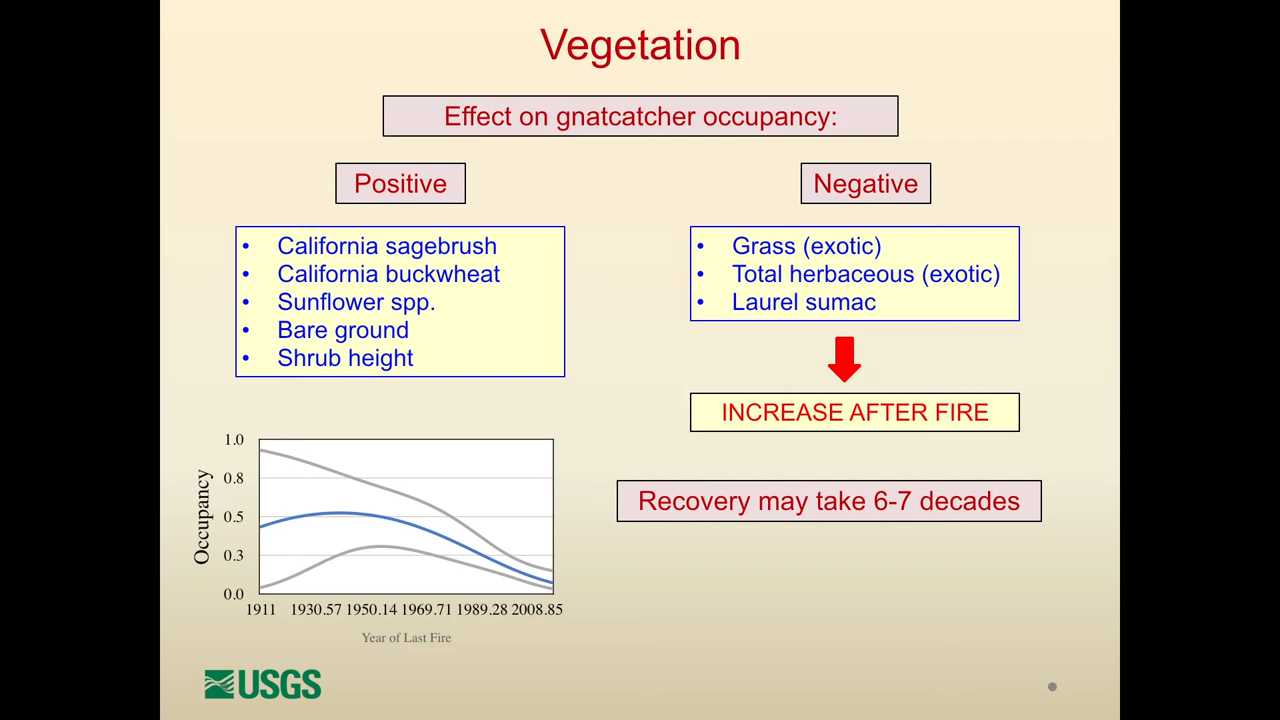 Vegetation
Effect on gnatcatcher occupancy:
Positive
• California sagebrush
• California buckwheat
• Sunflower spp.
• Bare ground
• Shrub height
Negative
• Grass (exotic)
• Total herbaceous (exotic)
• Laurel sumac
INCREASE AFTER FIRE
Recovery may take 6-7 decades
Occupancy
1.0
0.8
0.5
0.3
0.0
1911 1930.57 1950.14 1969.71 1989.28 2008.85
Year of Last Fire
USGS